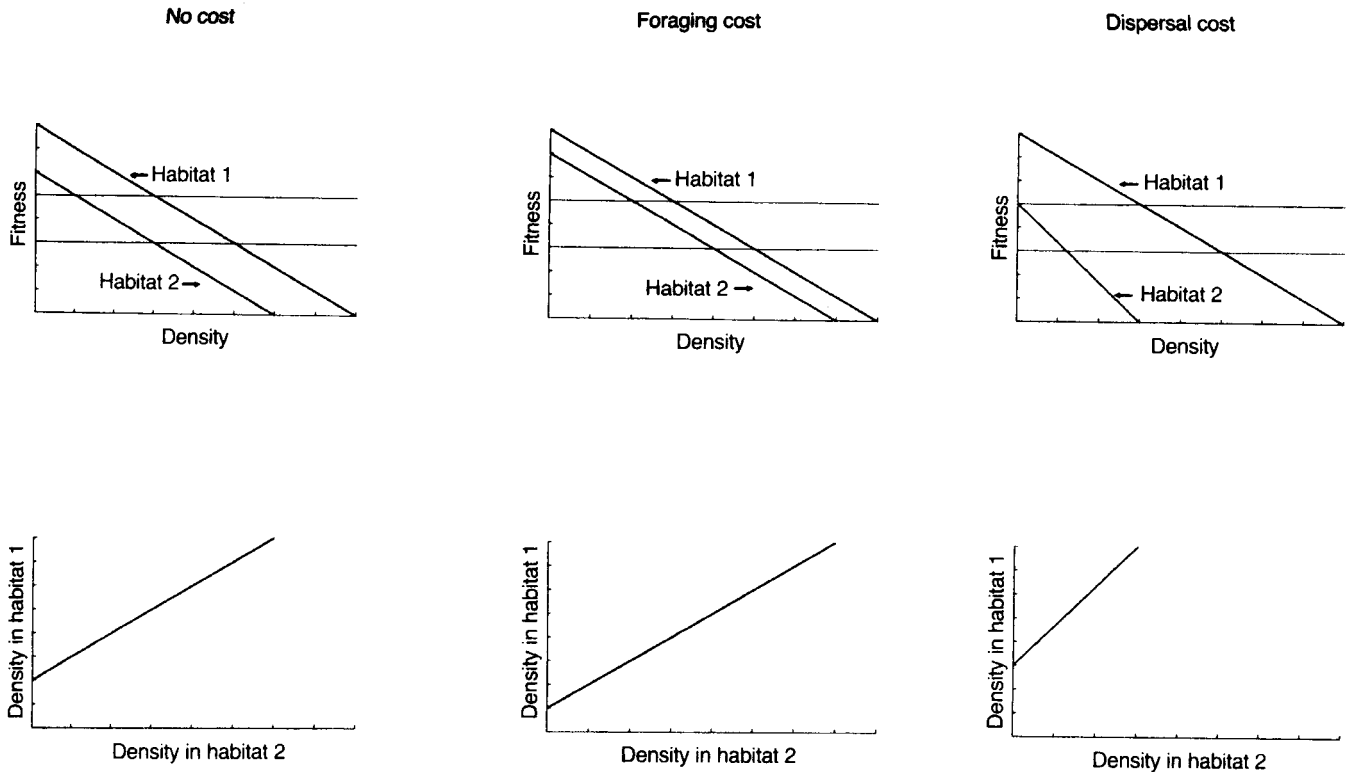 No cost
Foraging cost
Dispersal cost
Fitness
Habitat 1
Habitat 2
Density
Fitness
Habitat 1
Habitat 2
Density
Fitness
Habitat 1
Habitat 2
Density
Density in habitat 1
Density in habitat 2
Density in habitat 1
Density in habitat 2
Density in habitat 1
Density in habitat 2